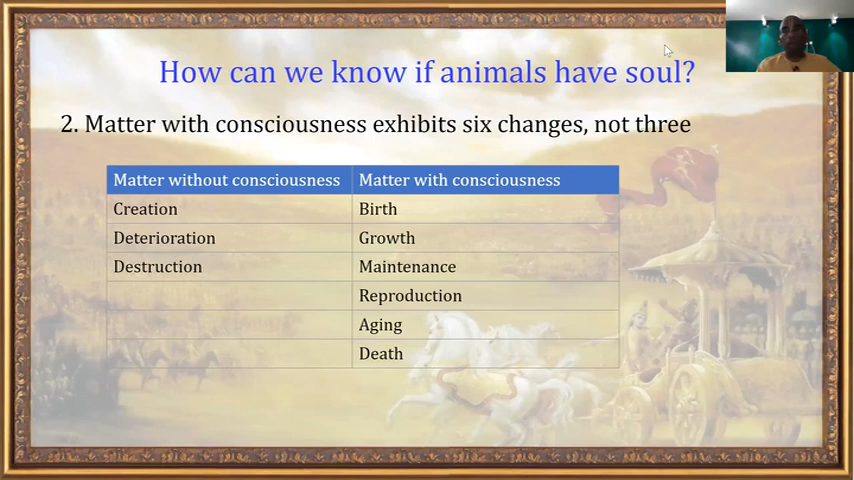 How can we know if animals have soul?
2. Matter with consciousness exhibits six changes, not three
Matter without consciousness Matter with consciousness
Creation Birth
Deterioration Growth
Destruction Maintenance
Reproduction
Aging
Death